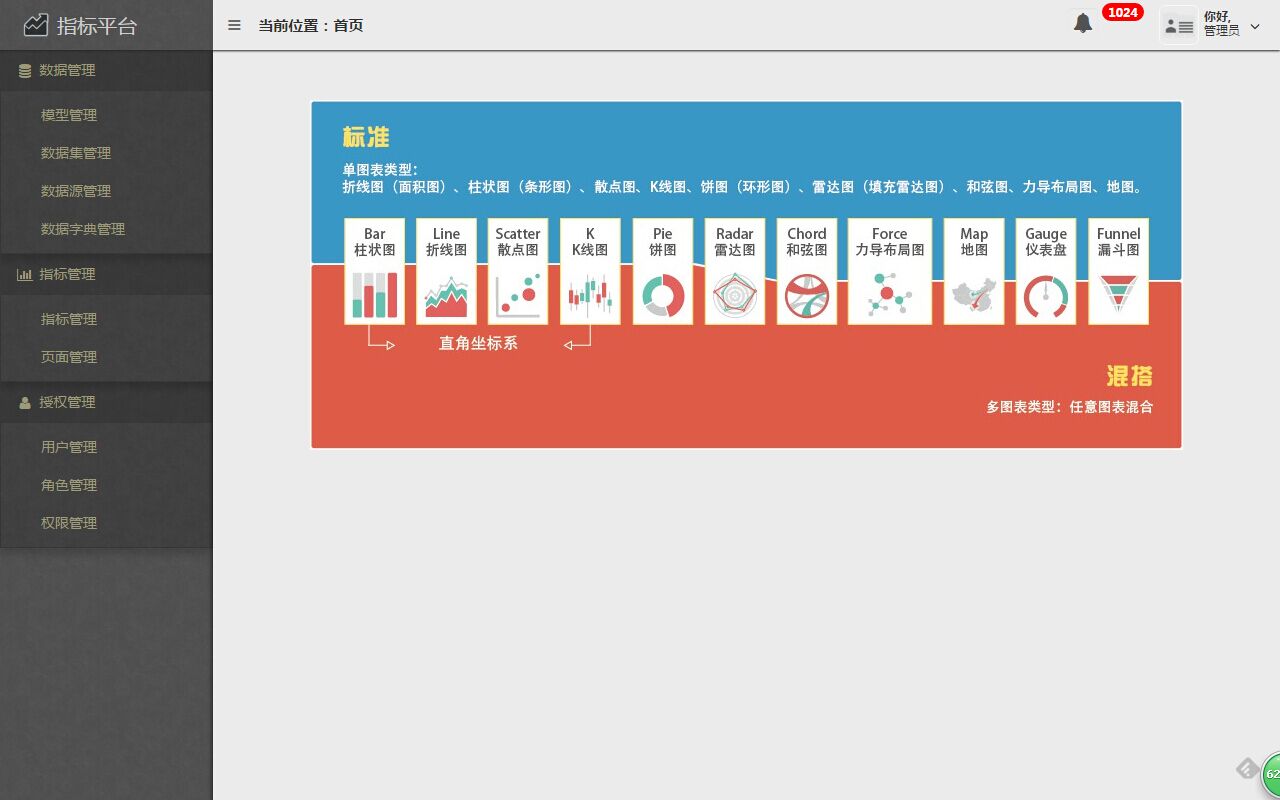 指标平台
当前位置：首页
1024
你好,
管理员
数据管理
模型管理
数据集管理
数据源管理
数据字典管理
指标管理
指标管理
页面管理
授权管理
用户管理
角色管理
权限管理
标准
单图表类型：
折线图（面积图）、柱状图（条形图）、散点图、K线图、饼图（环形图）、雷达图（填充雷达图）、和弦图、力导布局图、地图。
Bar
柱状图
Line
折线图
Scatter
散点图
K
K线图
Pie
饼图
Radar
雷达图
Chord
和弦图
Force
力导布局图
Map
地图
Gauge
仪表盘
Funnel
漏斗图
直角坐标系
混搭
多图表类型：任意图表混合
62